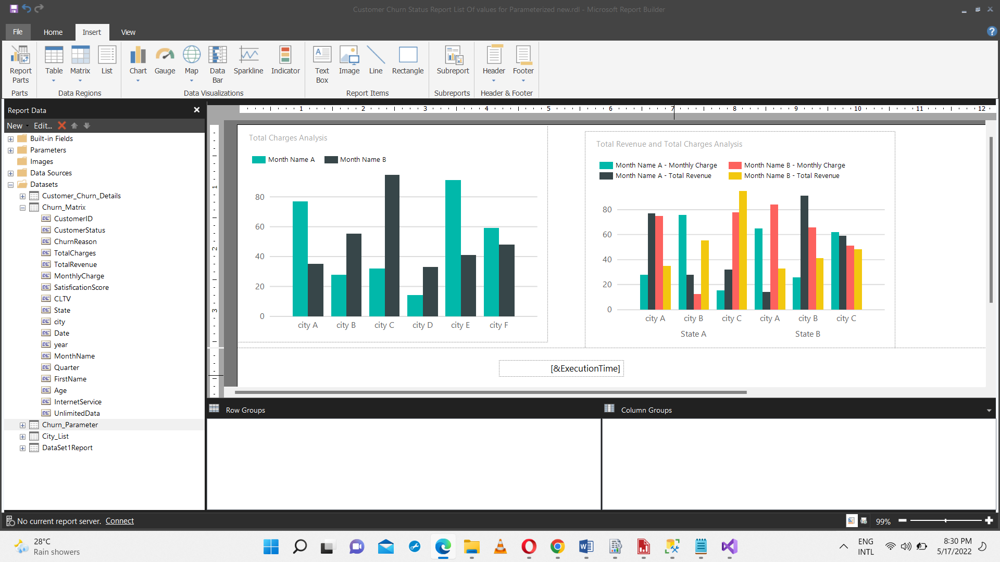 Customer Churn Status Report List Of values for Parameterized new.rdl - Microsoft Report Builder
File Home Insert View
Report Parts
Table
Matrix
List
Chart
Gauge
Map
Data Bar
Sparkline
Indicator
Text Box
Image
Line
Rectangle
Subreport
Header
Footer
Parts
Data Regions
Data Visualizations
Report Items
Subreports
Header & Footer
Report Data
New Edit...
Built-in Fields
Parameters
Images
Data Sources
Datasets
Customer_Churn_Details
Churn_Matrix
CustomerID
CustomerStatus
ChurnReason
TotalCharges
TotalRevenue
MonthlyCharge
SatisficationScore
CLTV
State
city
Date
year
MonthName
Quarter
FirstName
Age
InternetService
UnlimitedData
Churn_Parameter
City_List
DataSet1Report
1 2 3 4 5 6 7 8 9 10 11 12
1
2
3
Total Charges Analysis
Month Name A Month Name B
80
60
40
20
0
city A city B city C city D city E city F
Total Revenue and Total Charges Analysis
Month Name A - Monthly Charge Month Name B - Monthly Charge
Month Name A - Total Revenue Month Name B - Total Revenue
80
60
40
20
0
city A city B city C city A city B city C
State A State B
[&ExecutionTime]
Row Groups
Column Groups
No current report server. Connect
99%
28°C
Rain showers
ENG
INTL
8:30 PM
5/17/2022